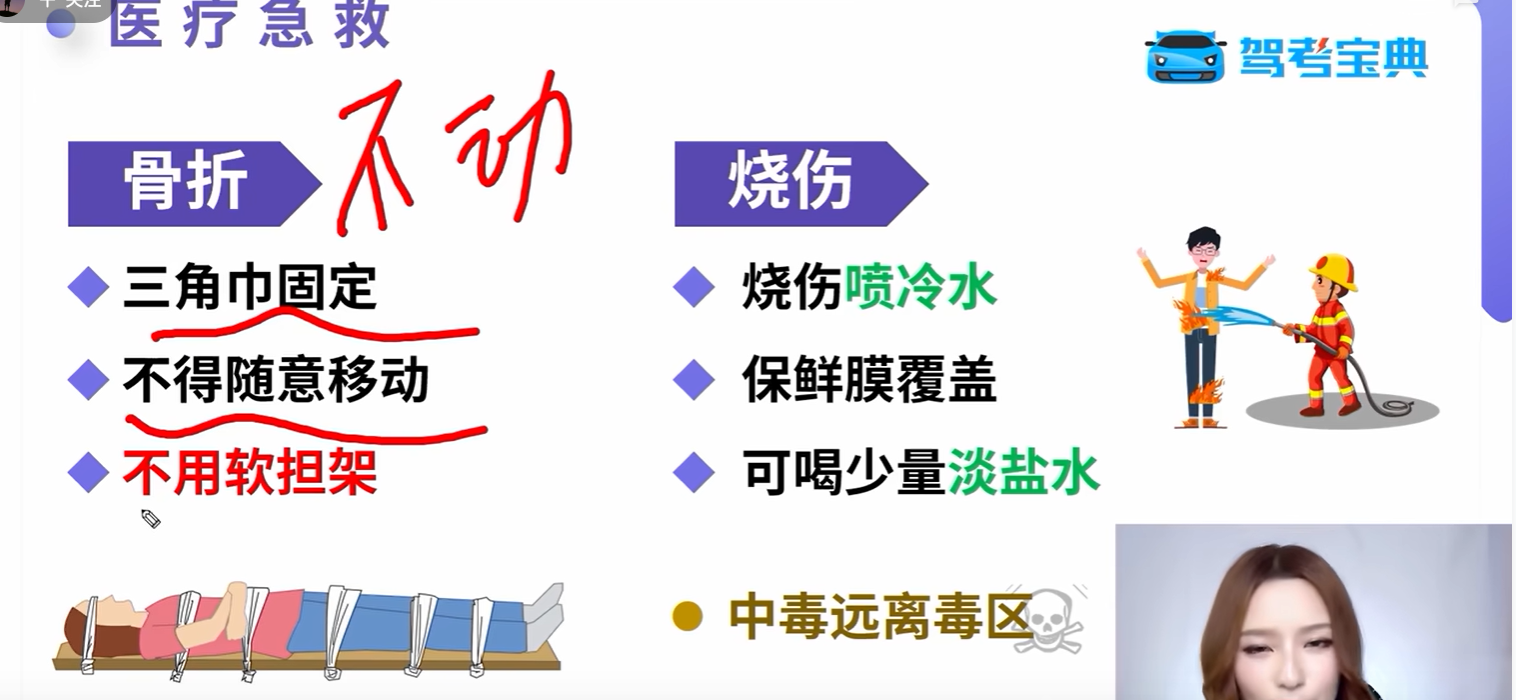 医疗急救
驾考宝典
骨折
不动
三角巾固定
不得随意移动
不用软担架
烧伤
烧伤喷冷水
保鲜膜覆盖
可喝少量淡盐水
中毒远离毒区